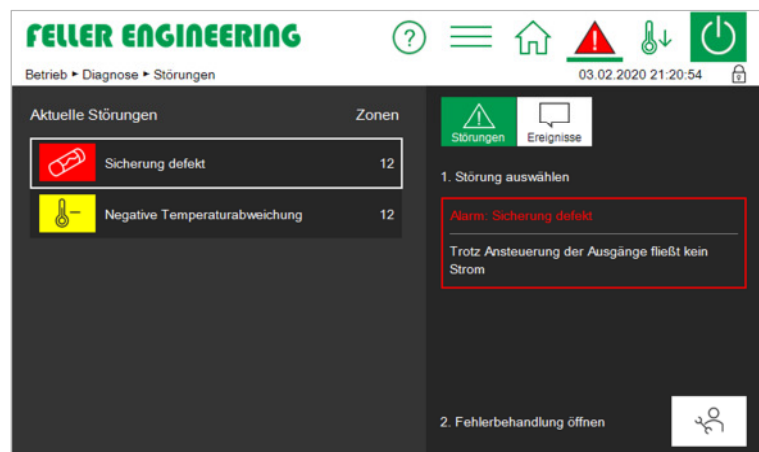 FELLER ENGINEERING
?
Betrieb ▸ Diagnose ▸ Störungen
03.02.2020 21:20:54
Aktuelle Störungen Zonen
Sicherung defekt 12
Negative Temperaturabweichung 12
Störungen Ereignisse
1. Störung auswählen
Alarm: Sicherung defekt
Trotz Ansteuerung der Ausgänge fließt kein
Strom
2. Fehlerbehandlung öffnen